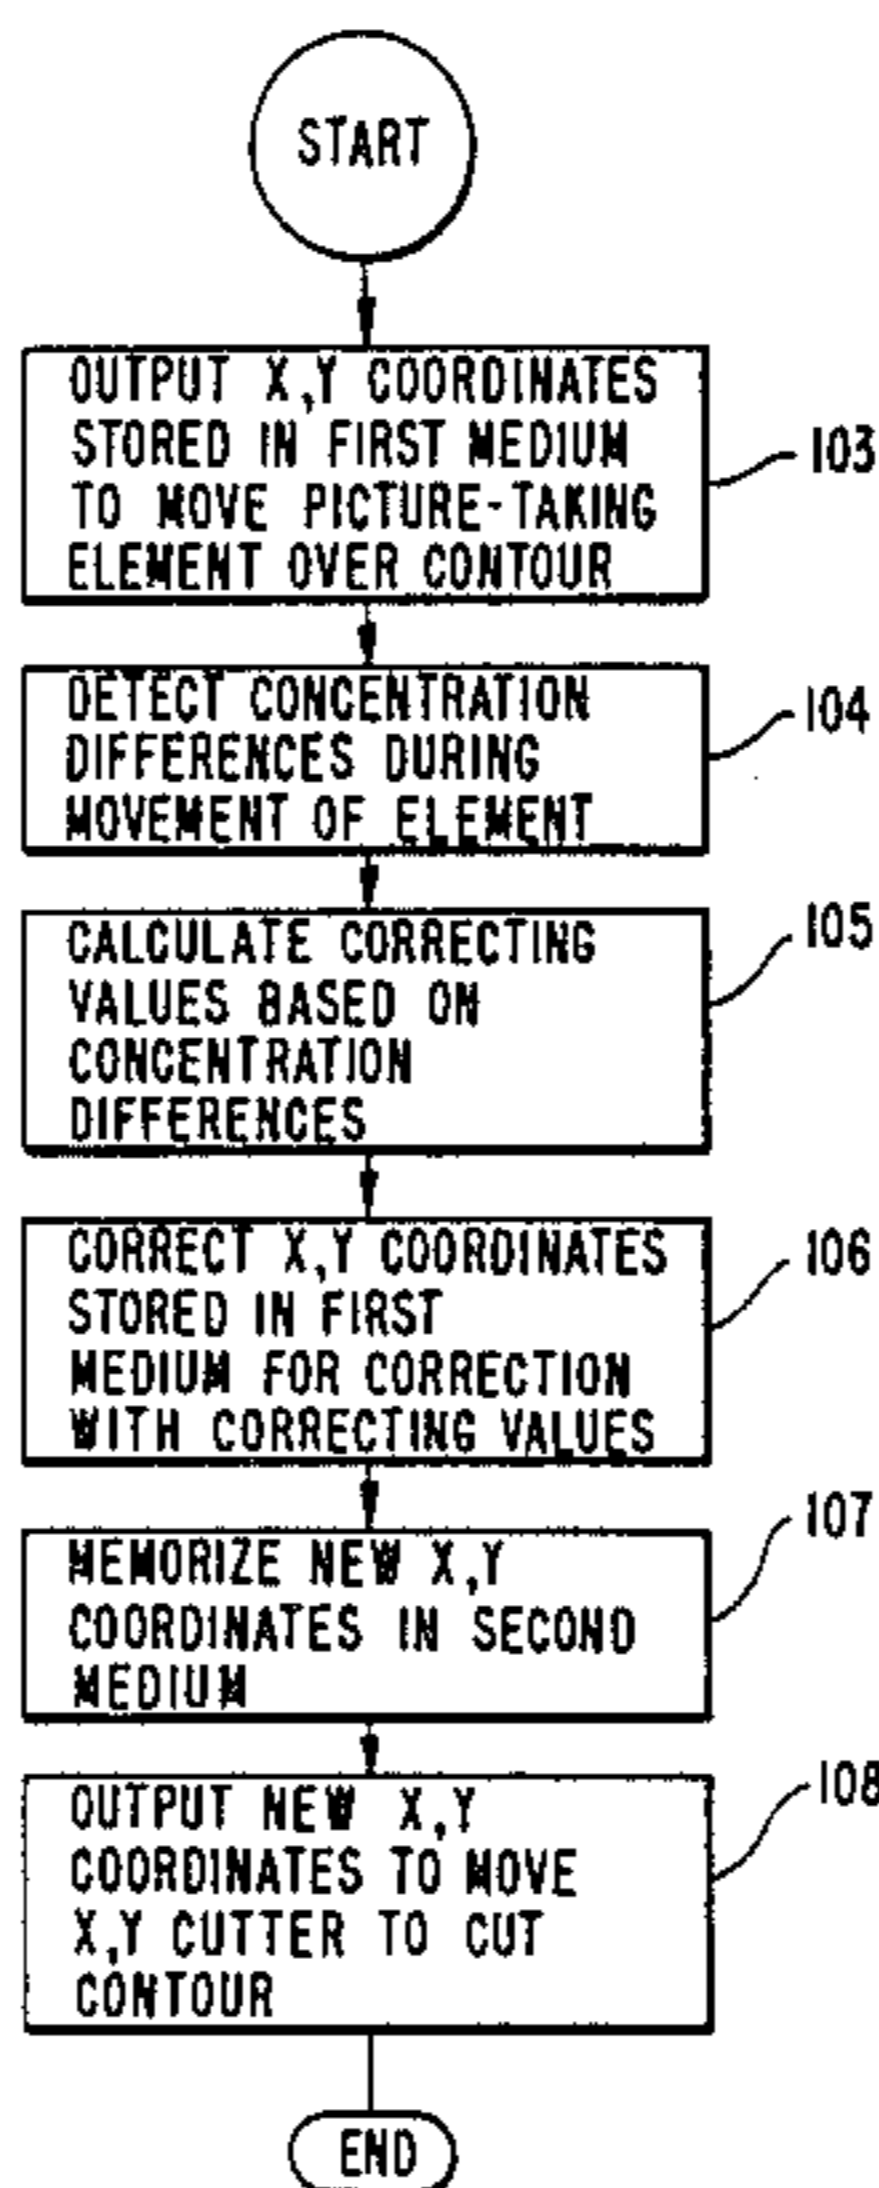 START
OUTPUT X,Y COORDINATES
STORED IN FIRST MEDIUM
TO MOVE PICTURE-TAKING
ELEMENT OVER CONTOUR
103
DETECT CONCENTRATION
DIFFERENCES DURING
MOVEMENT OF ELEMENT
104
CALCULATE CORRECTING
VALUES BASED ON
CONCENTRATION
DIFFERENCES
105
CORRECT X,Y COORDINATES
STORED IN FIRST
MEDIUM FOR CORRECTION
WITH CORRECTING VALUES
106
MEMORIZE NEW X,Y
COORDINATES IN SECOND
MEDIUM
107
OUTPUT NEW X,Y
COORDINATES TO MOVE
X,Y CUTTER TO CUT
CONTOUR
108
END